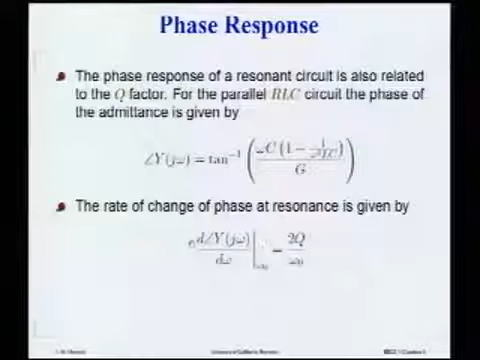 Phase Response
The phase response of a resonant circuit is also related
to the Q factor. For the parallel RLC circuit the phase of
the admittance is given by
∠Y(jω) = tan⁻¹ ( ωC (1 − 1/ω²LC) / G )
The rate of change of phase at resonance is given by
d∠Y(jω)/dω |ω₀ = 2Q/ω₀